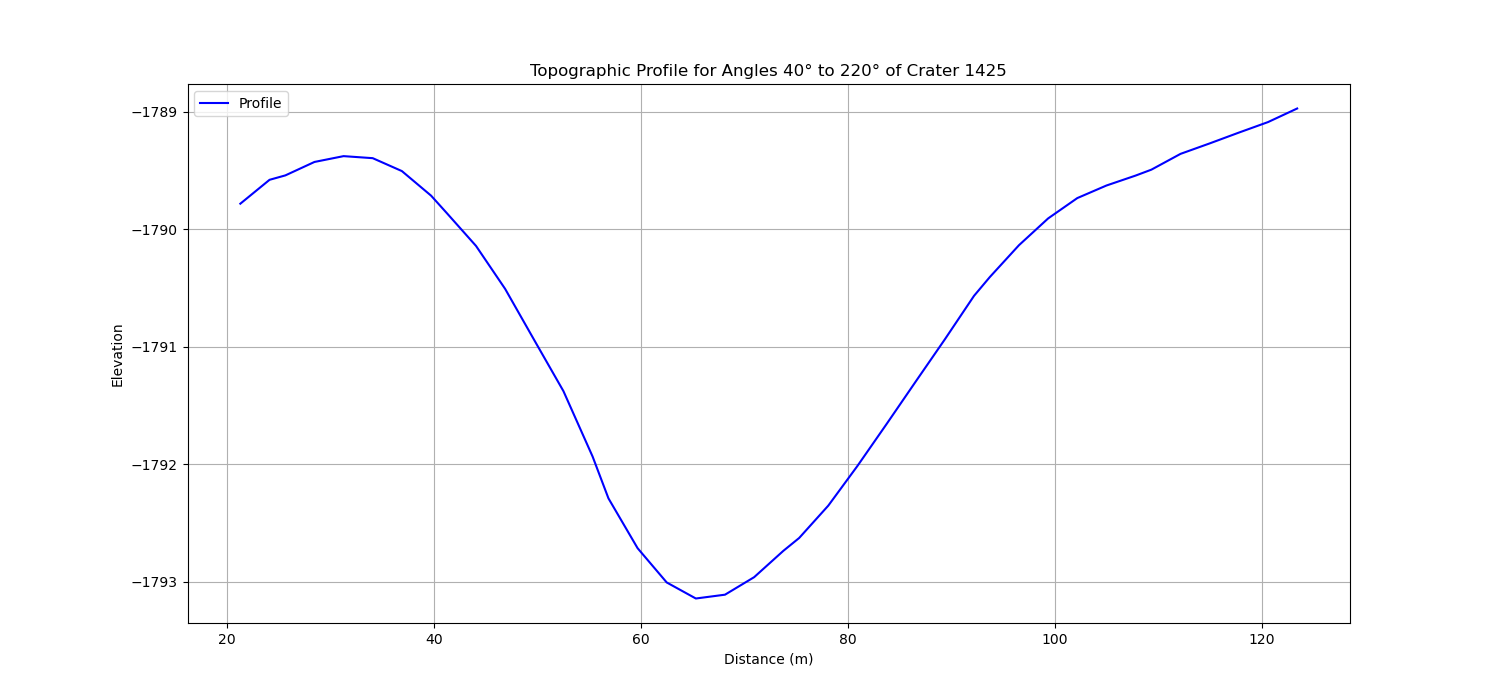 Topographic Profile for Angles 40° to 220° of Crater 1425
Profile
−1789
−1790
−1791
−1792
−1793
Elevation
20 40 60 80 100 120
Distance (m)